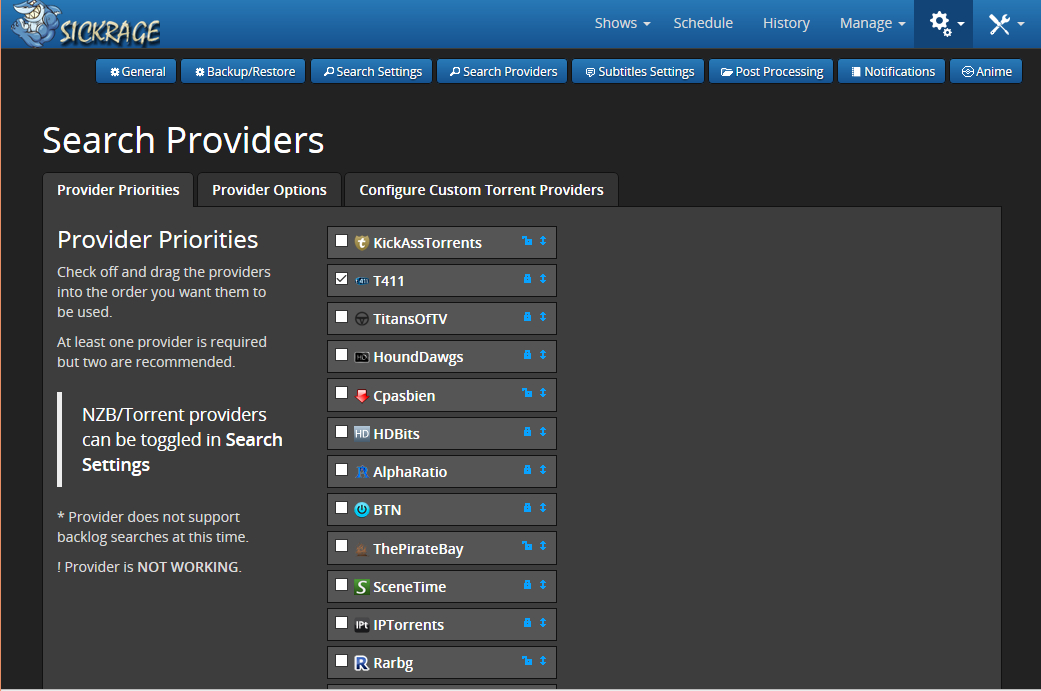 SICKRAGE
Shows Schedule History Manage
General Backup/Restore Search Settings Search Providers Subtitles Settings Post Processing Notifications Anime
Search Providers
Provider Priorities Provider Options Configure Custom Torrent Providers
Provider Priorities
Check off and drag the providers
into the order you want them to
be used.
At least one provider is required
but two are recommended.
NZB/Torrent providers
can be toggled in Search
Settings
* Provider does not support
backlog searches at this time.
! Provider is NOT WORKING.
KickAssTorrents
T411 T411
TitansOfTV
HD HoundDawgs
Cpasbien
HD HDBits
AlphaRatio
BTN
ThePirateBay
S SceneTime
IPt IPTorrents
R Rarbg